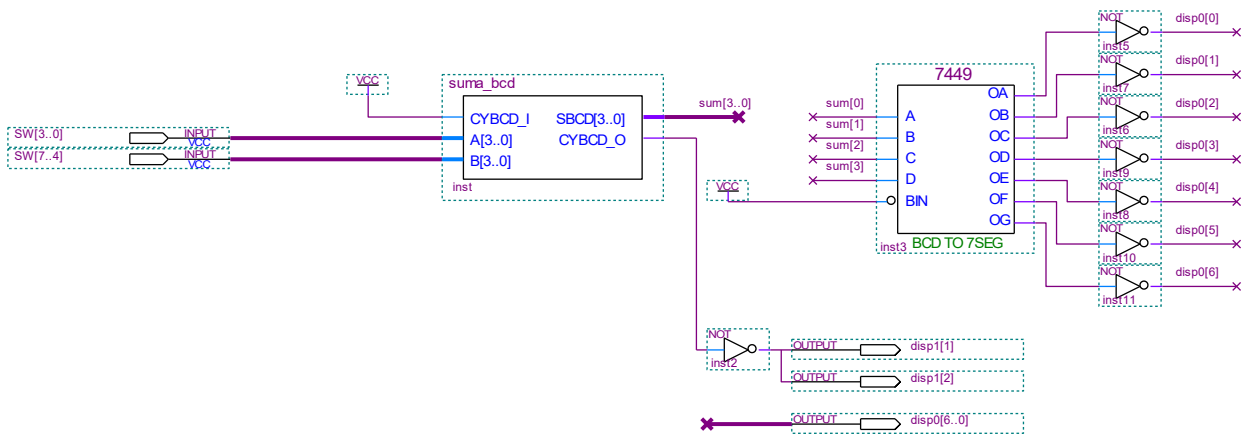 VCC
suma_bcd
CYBCD_I
A[3..0]
B[3..0]
SBCD[3..0]
CYBCD_O
inst
SW[3..0]
INPUT
VCC
SW[7..4]
INPUT
VCC
sum[3..0]
sum[0]
sum[1]
sum[2]
sum[3]
VCC
7449
A
B
C
D
BIN
OA
OB
OC
OD
OE
OF
OG
inst3
BCD TO 7SEG
NOT
inst5
disp0[0]
NOT
inst7
disp0[1]
NOT
inst6
disp0[2]
NOT
inst9
disp0[3]
NOT
inst8
disp0[4]
NOT
inst10
disp0[5]
NOT
inst11
disp0[6]
NOT
inst2
OUTPUT
disp1[1]
OUTPUT
disp1[2]
OUTPUT
disp0[6..0]